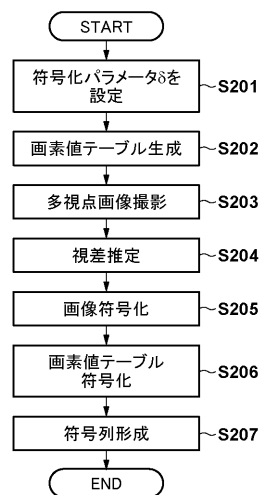 START
符号化パラメータδを
設定
S201
画素値テーブル生成
S202
多視点画像撮影
S203
視差推定
S204
画像符号化
S205
画素値テーブル
符号化
S206
符号列形成
S207
END